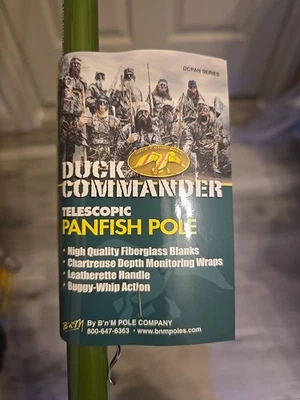 DCPAN SERIES
DUCK
COMMANDER
TELESCOPIC
PANFISH POLE
• High Quality Fiberglass Blanks
• Chartreuse Depth Monitoring Wraps
• Leatherette Handle
• Buggy-Whip Action
B'n'M By B'n'M POLE COMPANY
800-647-6363 • www.bnmpoles.com